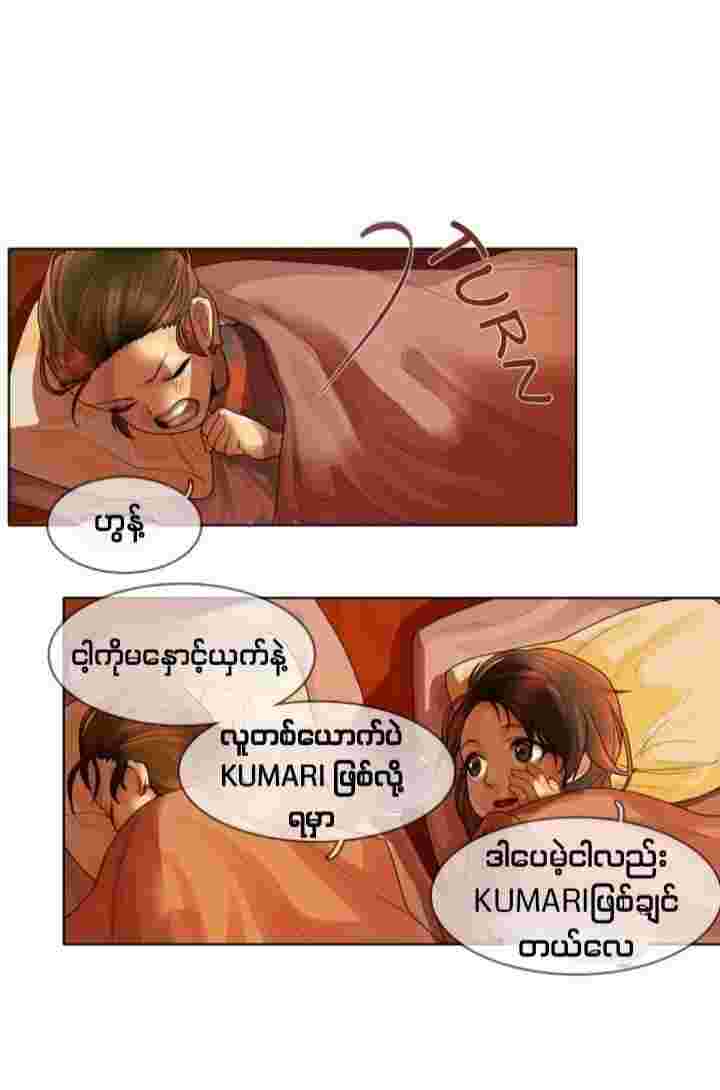 TURN
ဟွန့်
ငါ့ကိုမနှောင့်ယှက်နဲ့
လူတစ်ယောက်ပဲ
KUMARI ဖြစ်လို့
ရမှာ
ဒါပေမဲ့ငါလည်း
KUMARIဖြစ်ချင်
တယ်လေ